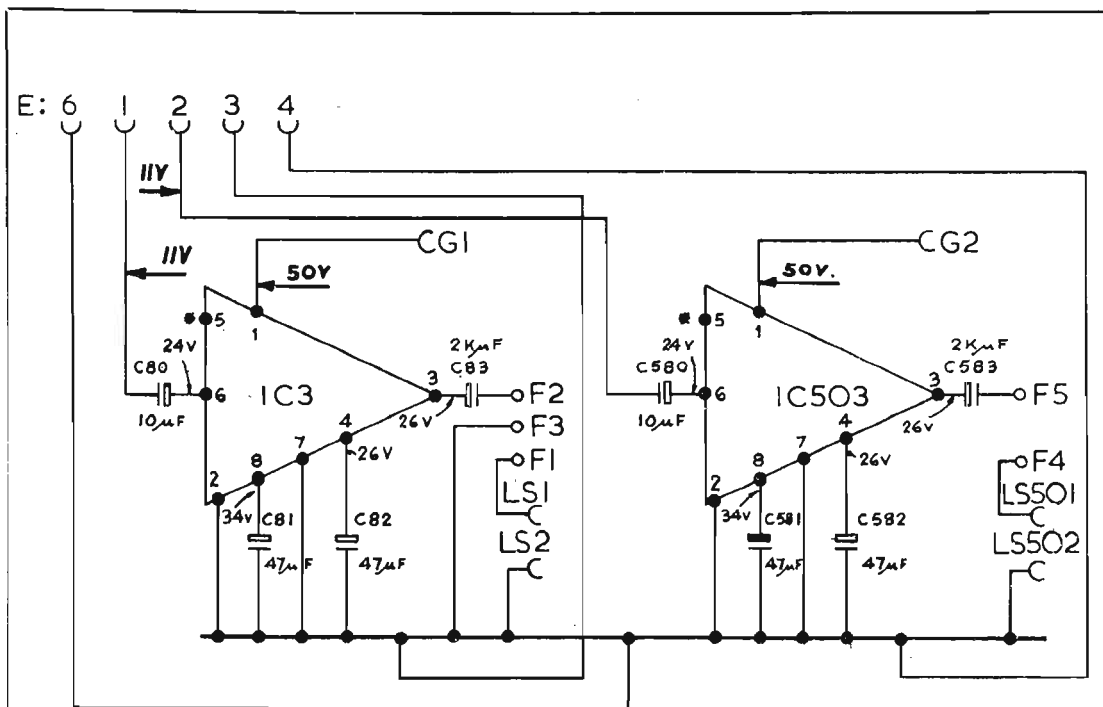 E: 6 1 2 3 4
11V
11V
CG1
CG2
50V
50V.
* 5
1
* 5
1
C80
24V
6
IC3
3
2KµF
C83
F2
10µF
26V
F3
4
26V
F1
7
8
2
34V
C81
C82
47µF
47µF
LS1
LS2
C580
24V
6
IC503
3
2KµF
C583
F5
10µF
26V
4
26V
7
8
2
34V
C581
C582
47µF
47µF
F4
LS501
LS502